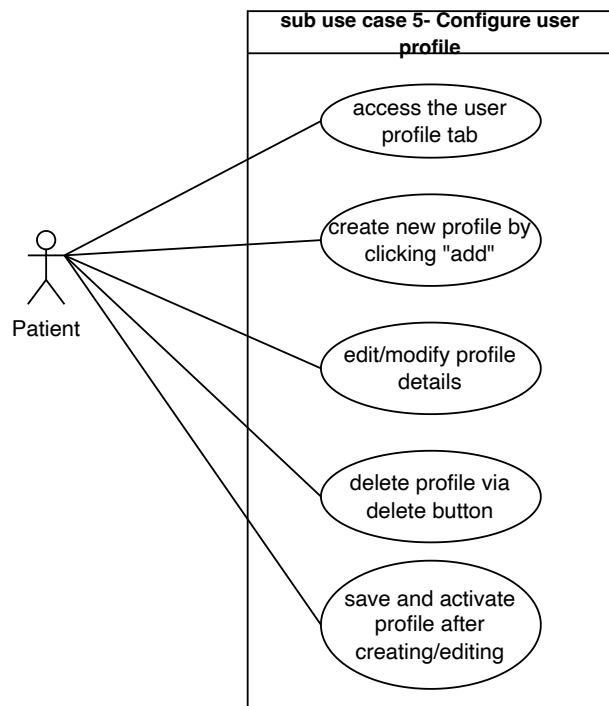 sub use case 5- Configure user
profile
access the user
profile tab
create new profile by
clicking "add"
Patient
edit/modify profile
details
delete profile via
delete button
save and activate
profile after
creating/editing